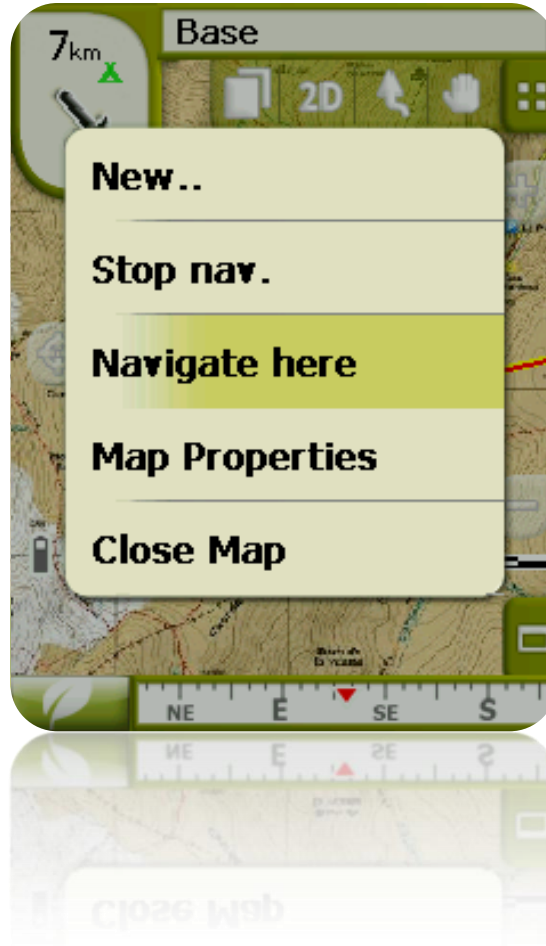 7km
Base
2D
New..
Stop nav.
Navigate here
Map Properties
Close Map
NE E SE S